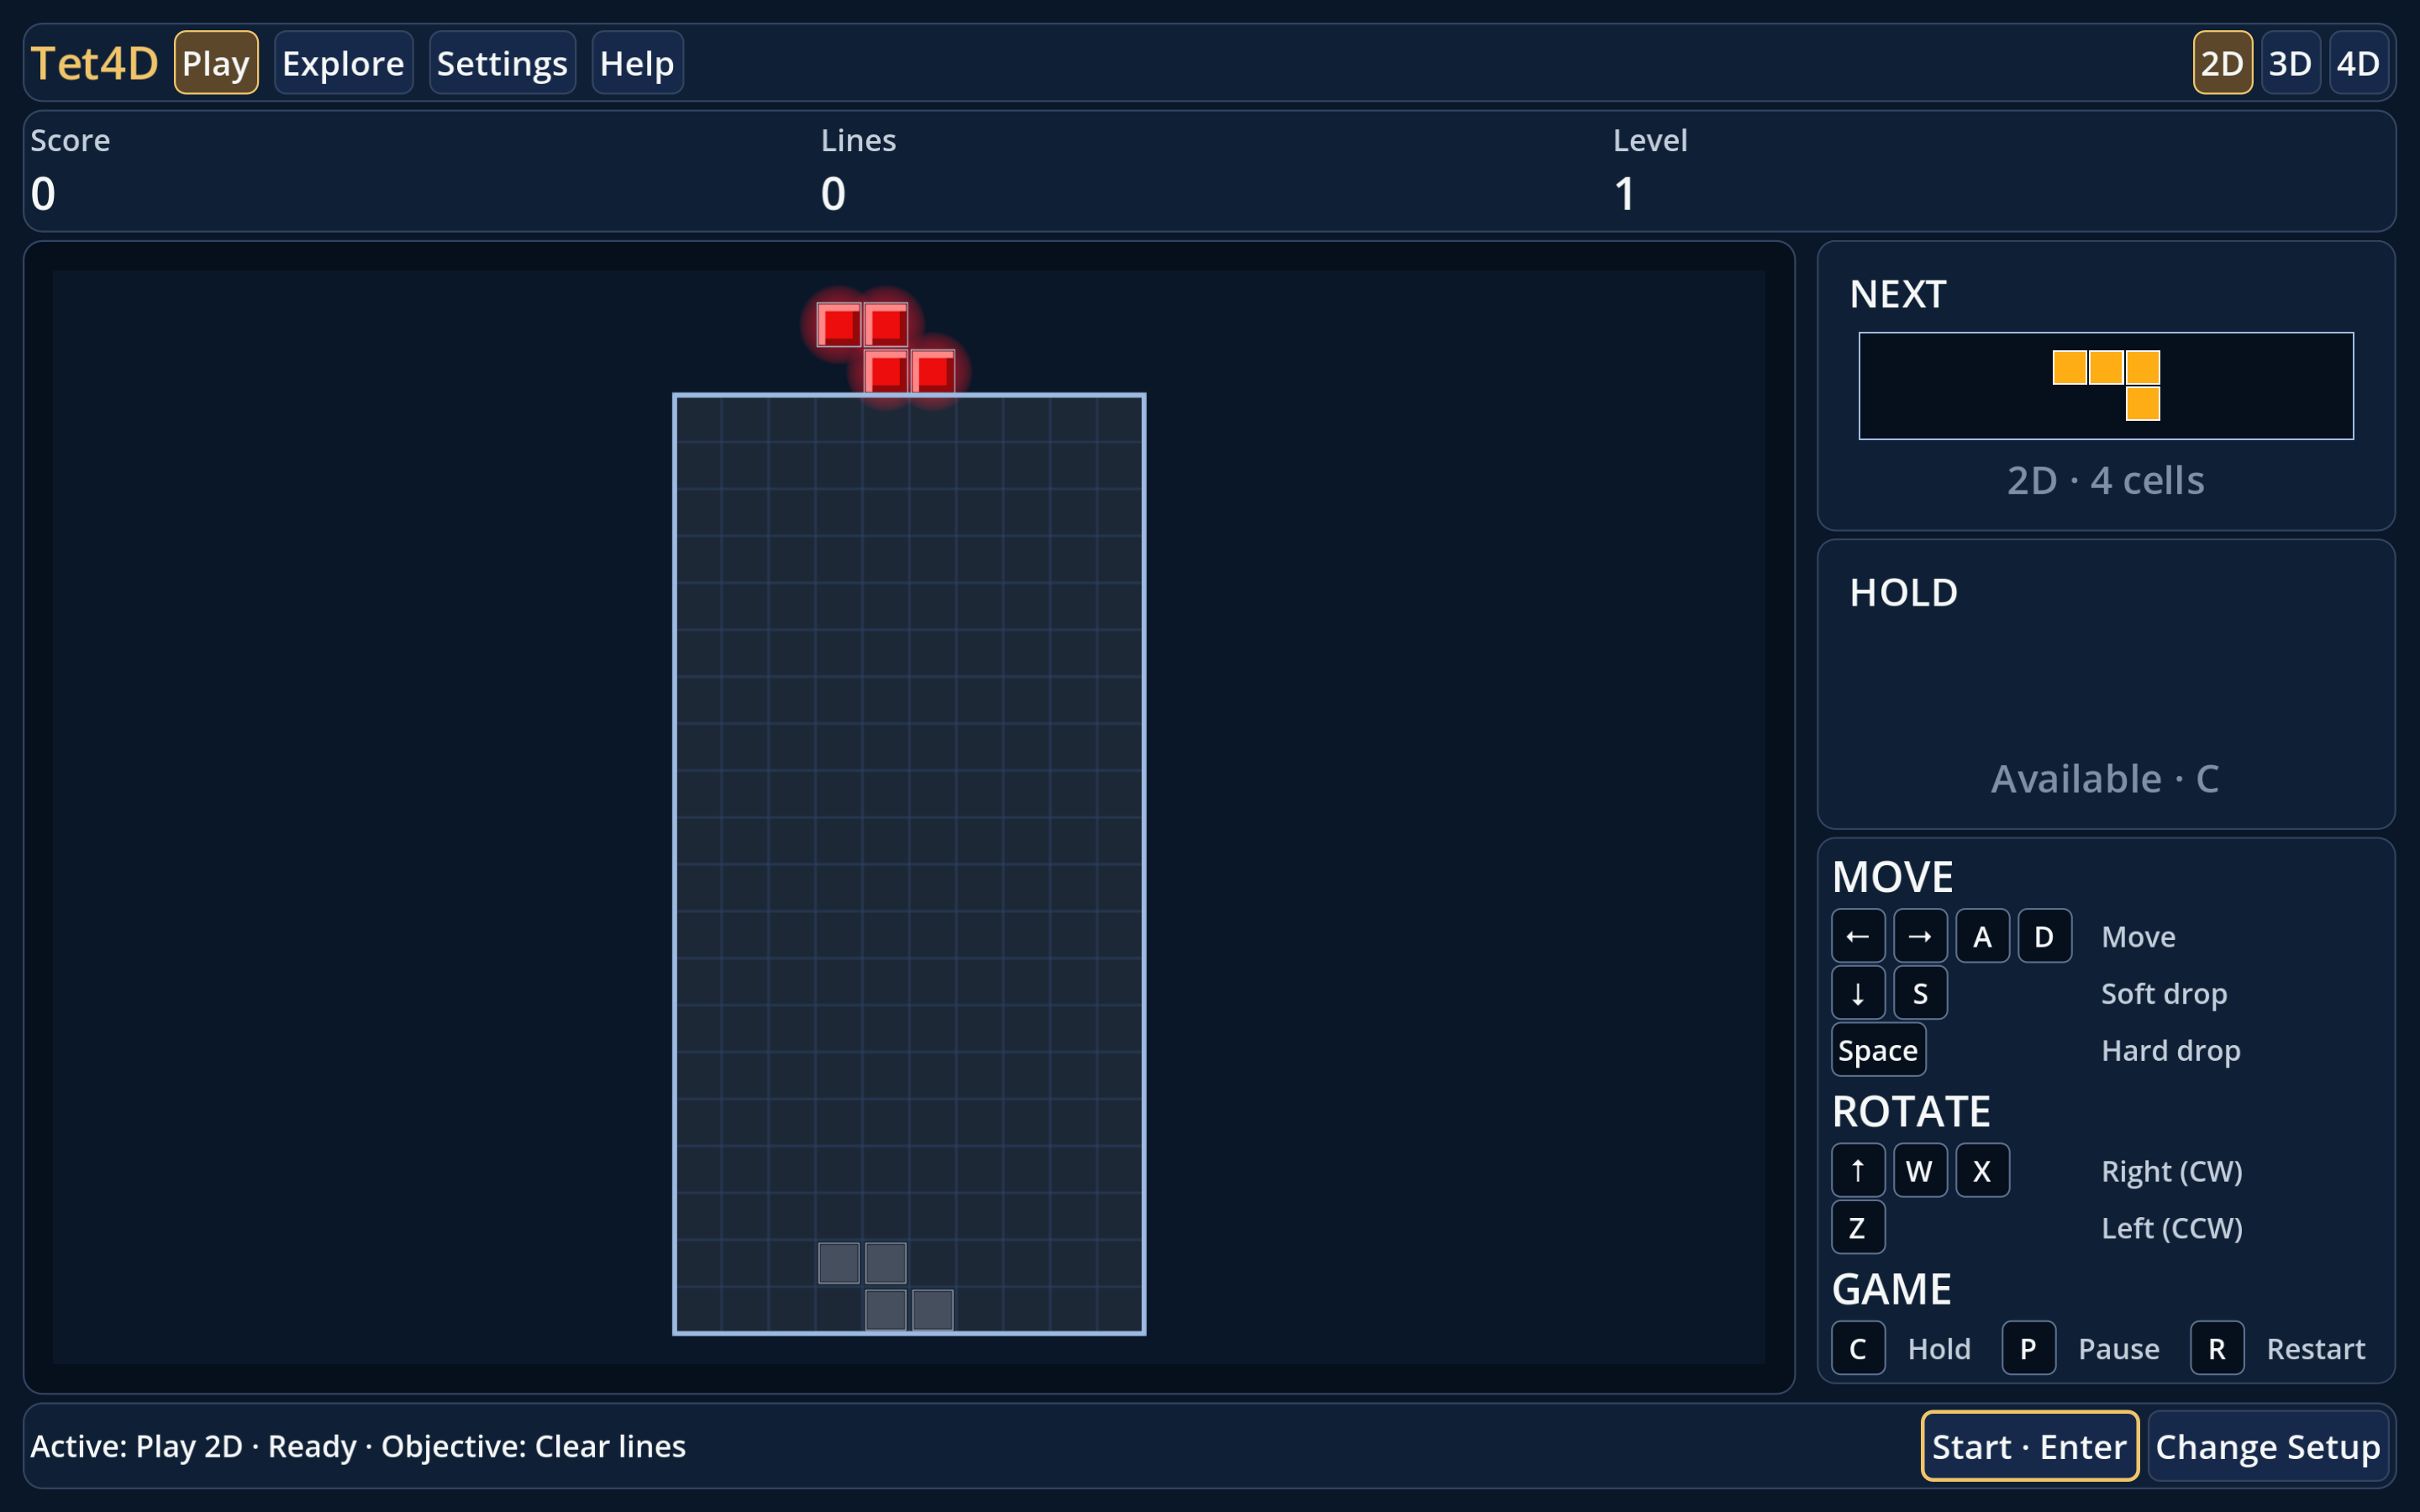 Tet4D Play Explore Settings Help 2D 3D 4D
Score Lines Level
0 0 1
NEXT
2D · 4 cells
HOLD
Available · C
MOVE
← → A D Move
↓ S Soft drop
Space Hard drop
ROTATE
↑ W X Right (CW)
Z Left (CCW)
GAME
C Hold P Pause R Restart
Active: Play 2D · Ready · Objective: Clear lines Start · Enter Change Setup